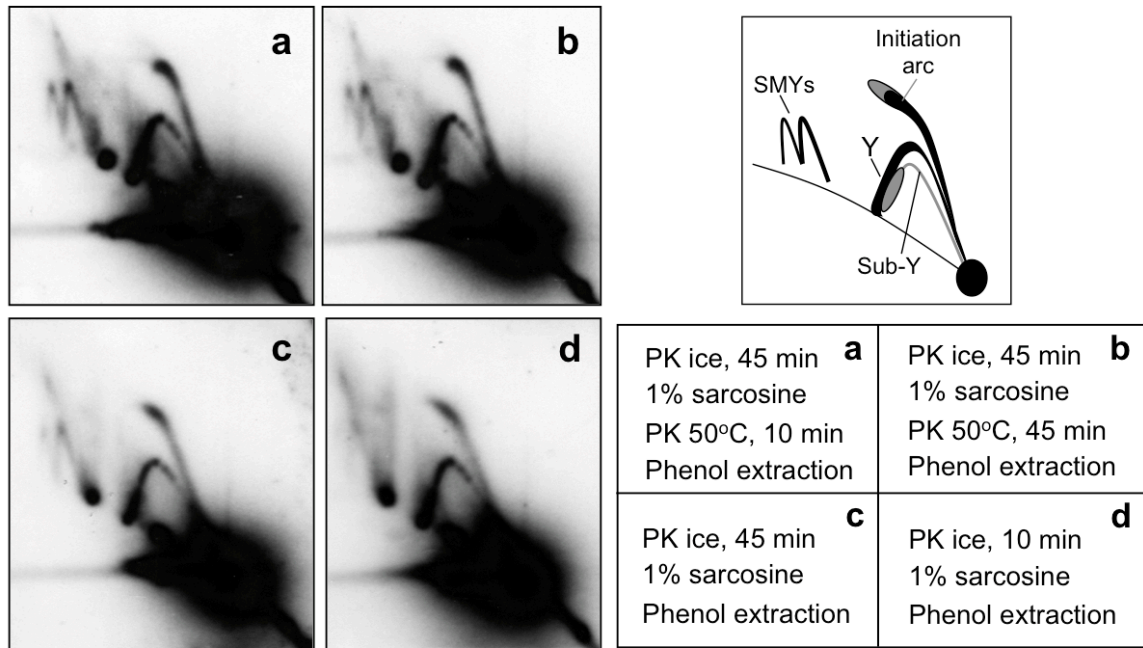 a
b
Initiation
arc
SMYs
Y
Sub-Y
c
d
a
PK ice, 45 min
1% sarcosine
PK 50°C, 10 min
Phenol extraction
b
PK ice, 45 min
1% sarcosine
PK 50°C, 45 min
Phenol extraction
c
PK ice, 45 min
1% sarcosine
Phenol extraction
d
PK ice, 10 min
1% sarcosine
Phenol extraction